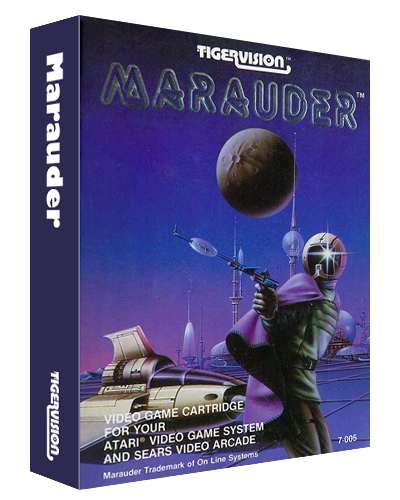 Marauder
TIGERVISION
TIGERVISION™
MARAUDER™
VIDEO GAME CARTRIDGE
FOR YOUR
ATARI® VIDEO GAME SYSTEM
AND SEARS VIDEO ARCADE
Marauder Trademark of On Line Systems
7-005